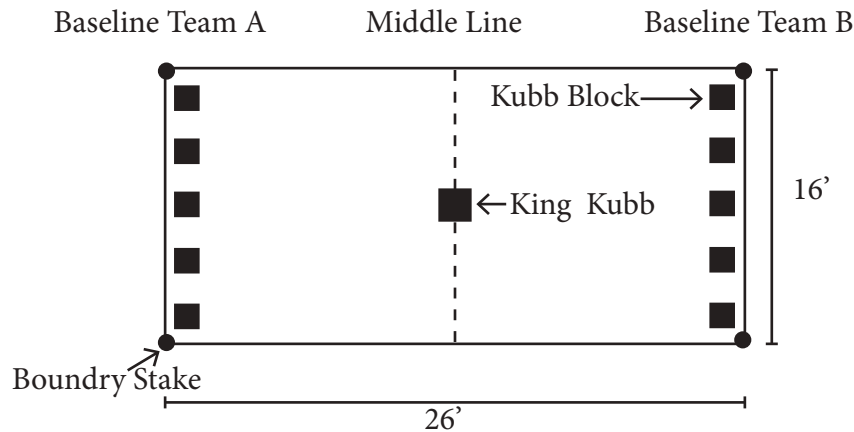 Baseline Team A
Middle Line
Baseline Team B
Kubb Block
16’
King Kubb
Boundry Stake
26’